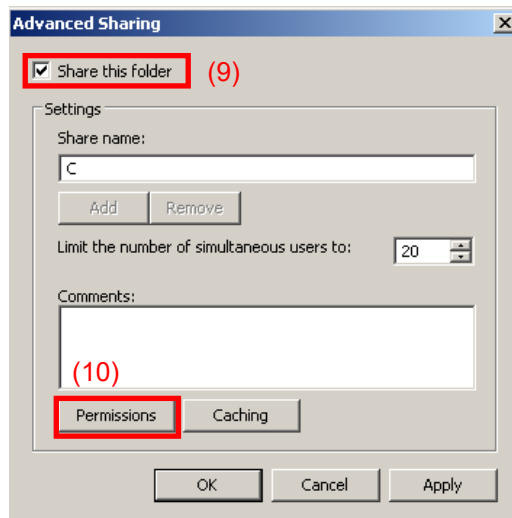 Advanced Sharing
Share this folder (9)
Settings
Share name:
C
Add Remove
Limit the number of simultaneous users to: 20
Comments:
(10)
Permissions Caching
OK Cancel Apply